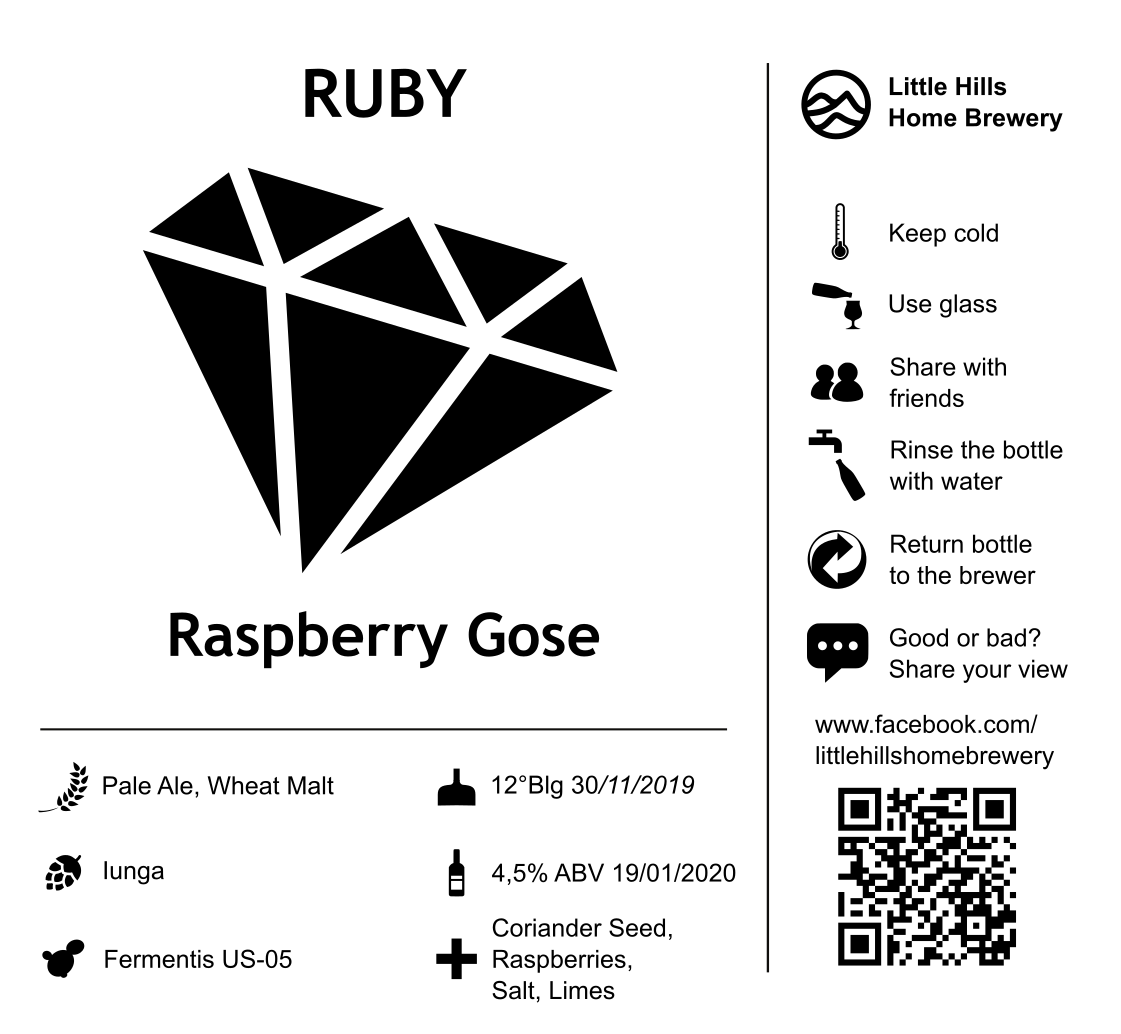 RUBY
Raspberry Gose
Pale Ale, Wheat Malt
Iunga
Fermentis US-05
12°Blg 30/11/2019
4,5% ABV 19/01/2020
Coriander Seed,
Raspberries,
Salt, Limes
Little Hills
Home Brewery
Keep cold
Use glass
Share with
friends
Rinse the bottle
with water
Return bottle
to the brewer
Good or bad?
Share your view
www.facebook.com/
littlehillshomebrewery